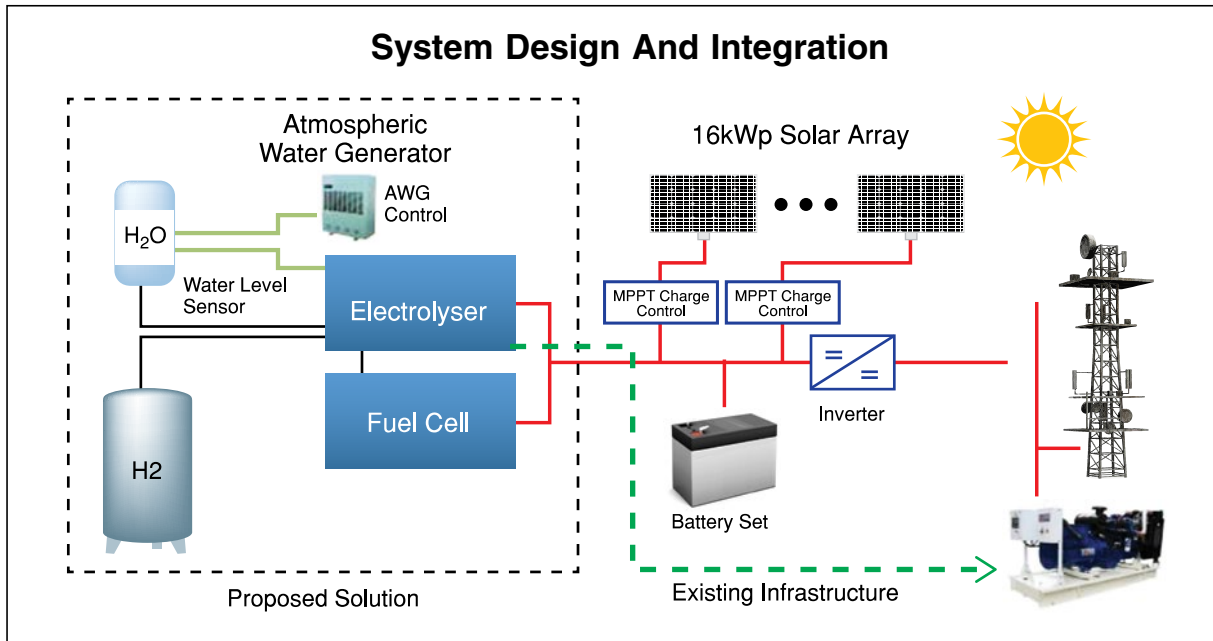 System Design And Integration
Atmospheric
Water Generator
AWG
Control
H₂O
Water Level
Sensor
Electrolyser
Fuel Cell
H2
Proposed Solution
16kWp Solar Array
MPPT Charge
Control
MPPT Charge
Control
Inverter
Battery Set
Existing Infrastructure